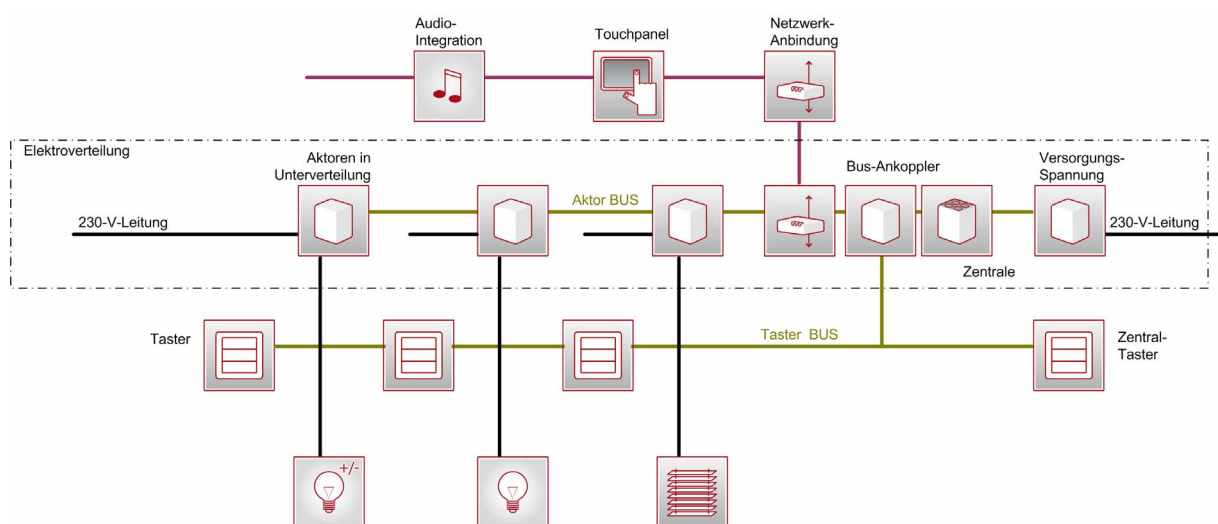 Audio-
Integration
Touchpanel
Netzwerk-
Anbindung
Elektroverteilung
Aktoren in
Unterverteilung
Bus-Ankoppler
Versorgungs-
Spannung
Aktor BUS
230-V-Leitung
230-V-Leitung
Zentrale
Taster
Taster BUS
Zentral-
Taster
+/-